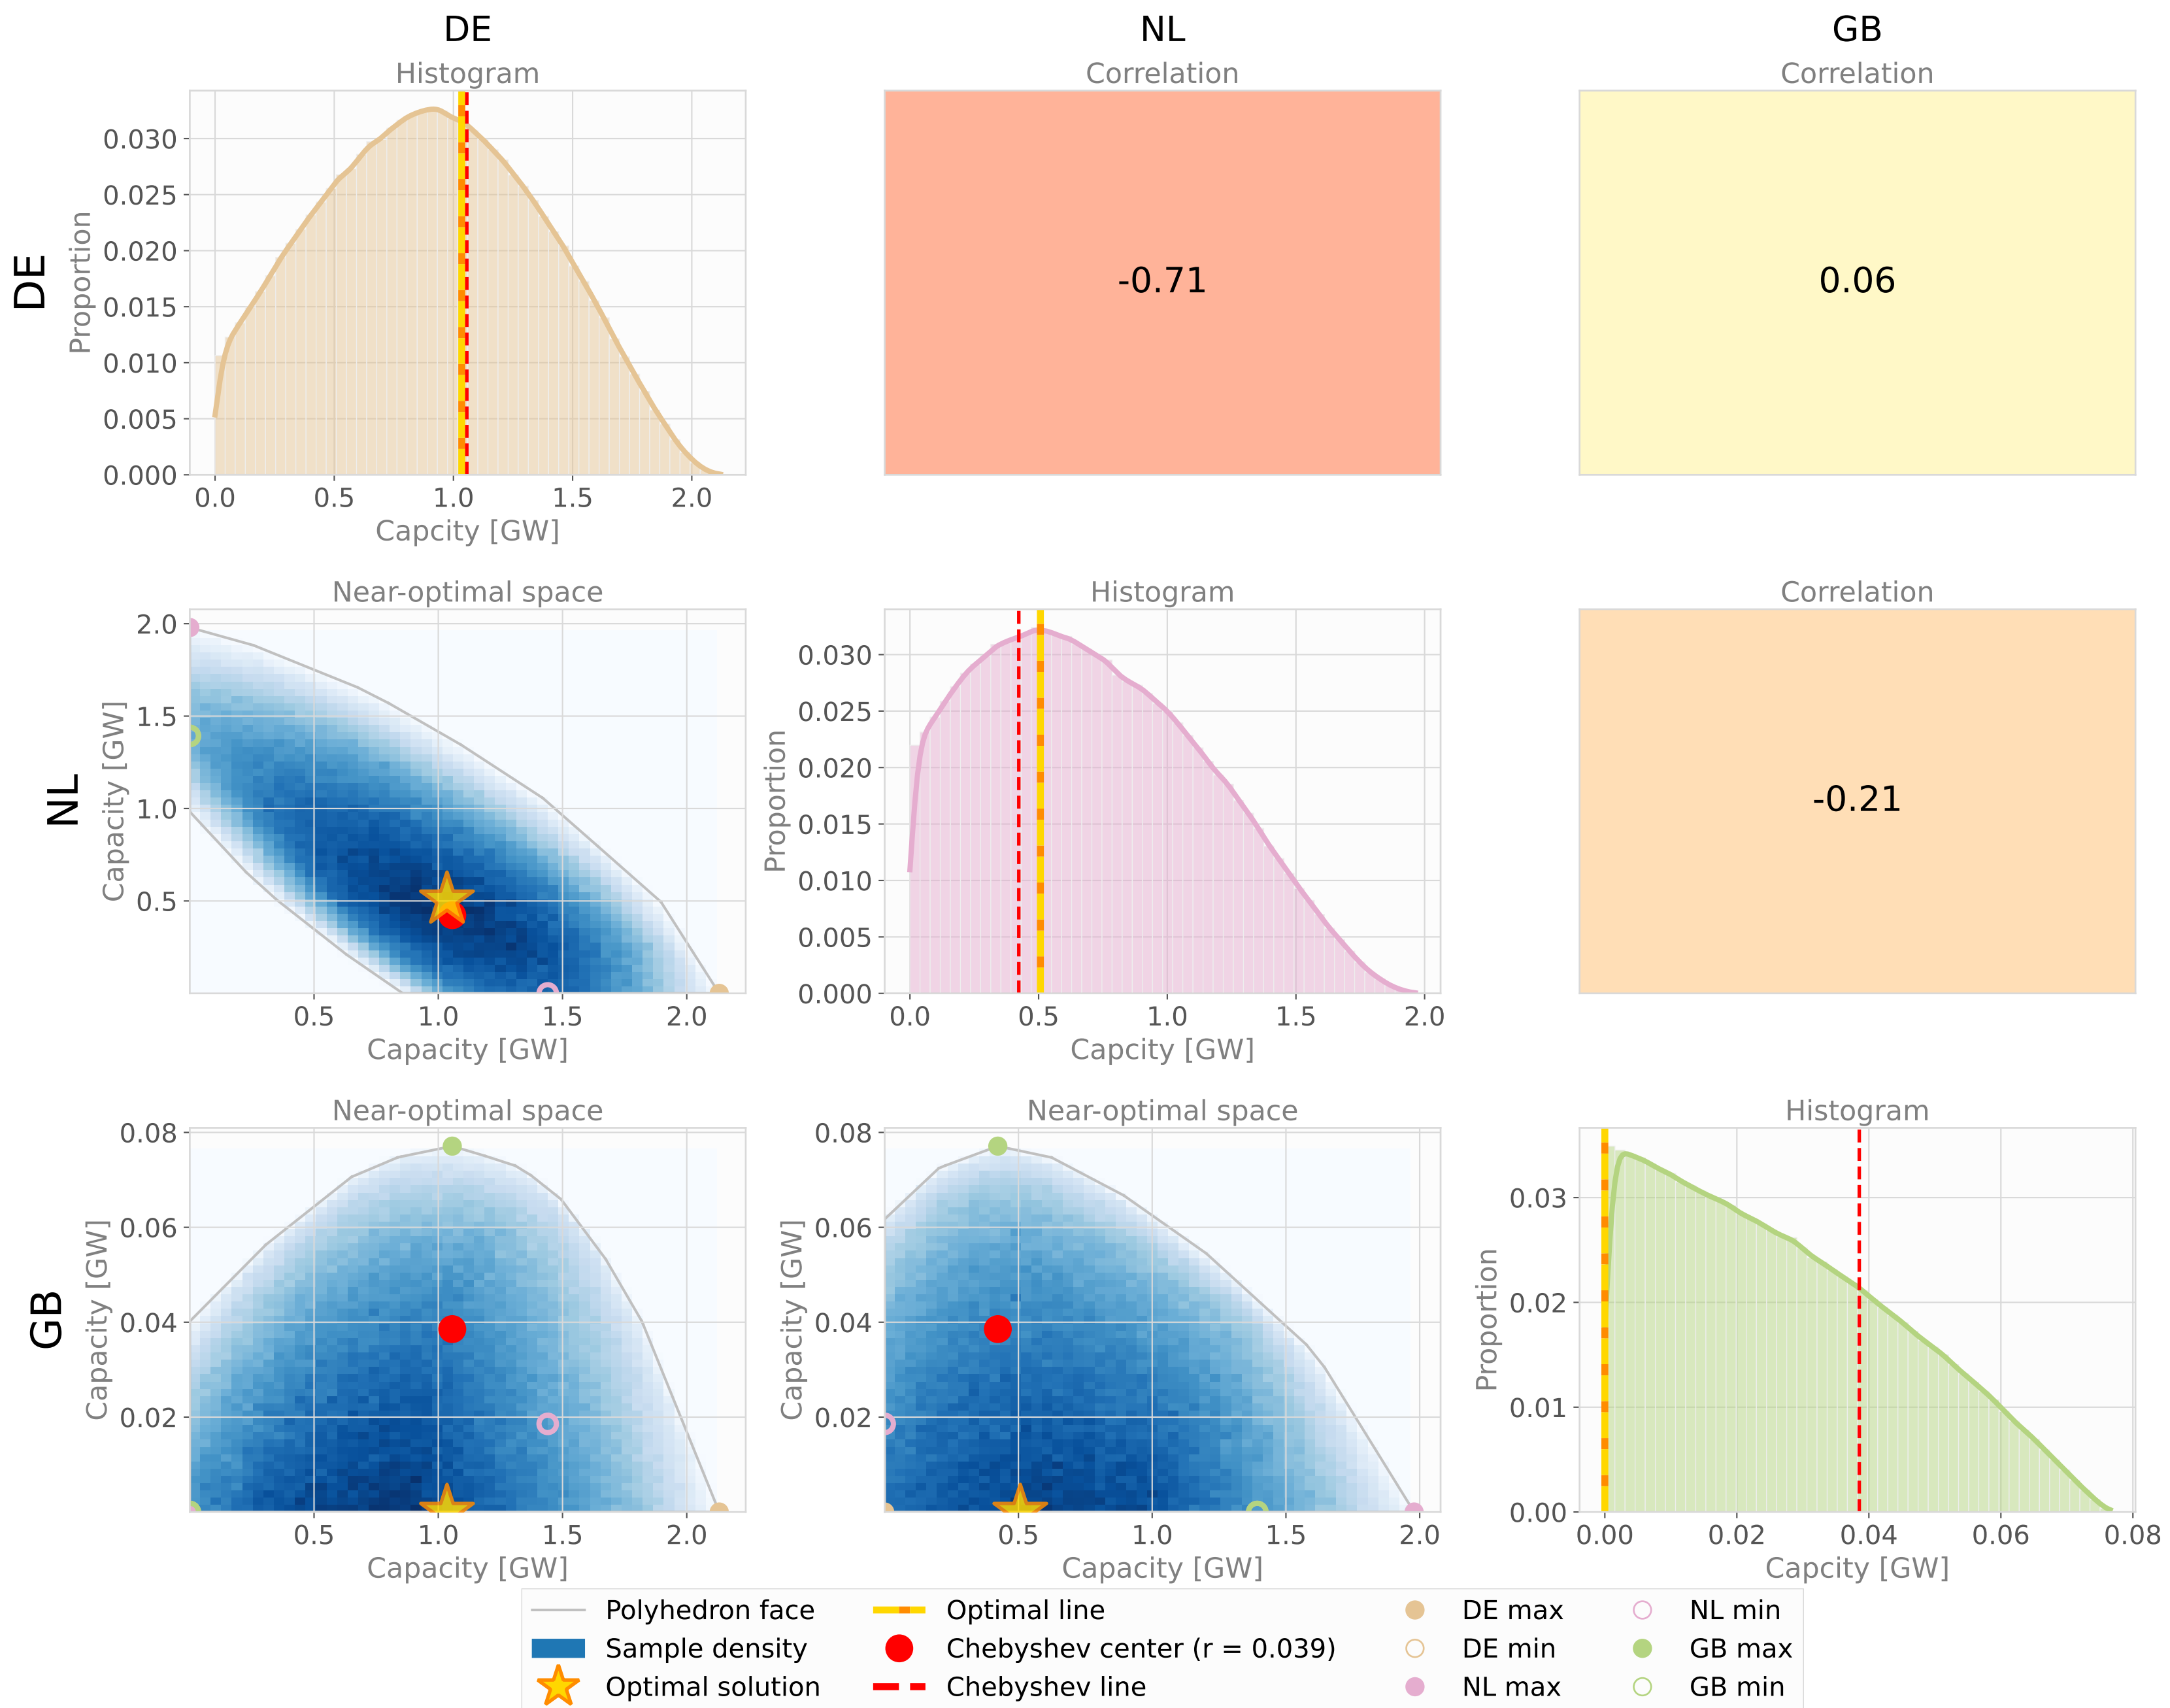 DE NL GB
Histogram Correlation Correlation
DE
Proportion
0.030
0.025
0.020
0.015
0.010
0.005
0.000
0.0 0.5 1.0 1.5 2.0
Capcity [GW]
-0.71
0.06
Near-optimal space Histogram Correlation
NL
Capacity [GW]
2.0
1.5
1.0
0.5
0.5 1.0 1.5 2.0
Capacity [GW]
Proportion
0.030
0.025
0.020
0.015
0.010
0.005
0.000
0.0 0.5 1.0 1.5 2.0
Capcity [GW]
-0.21
Near-optimal space Near-optimal space Histogram
GB
Capacity [GW]
0.08
0.06
0.04
0.02
0.5 1.0 1.5 2.0
Capacity [GW]
Capacity [GW]
0.08
0.06
0.04
0.02
0.5 1.0 1.5 2.0
Capacity [GW]
Proportion
0.03
0.02
0.01
0.00
0.00 0.02 0.04 0.06 0.08
Capcity [GW]
Polyhedron face Optimal line DE max NL min
Sample density Chebyshev center (r = 0.039) DE min GB max
Optimal solution Chebyshev line NL max GB min